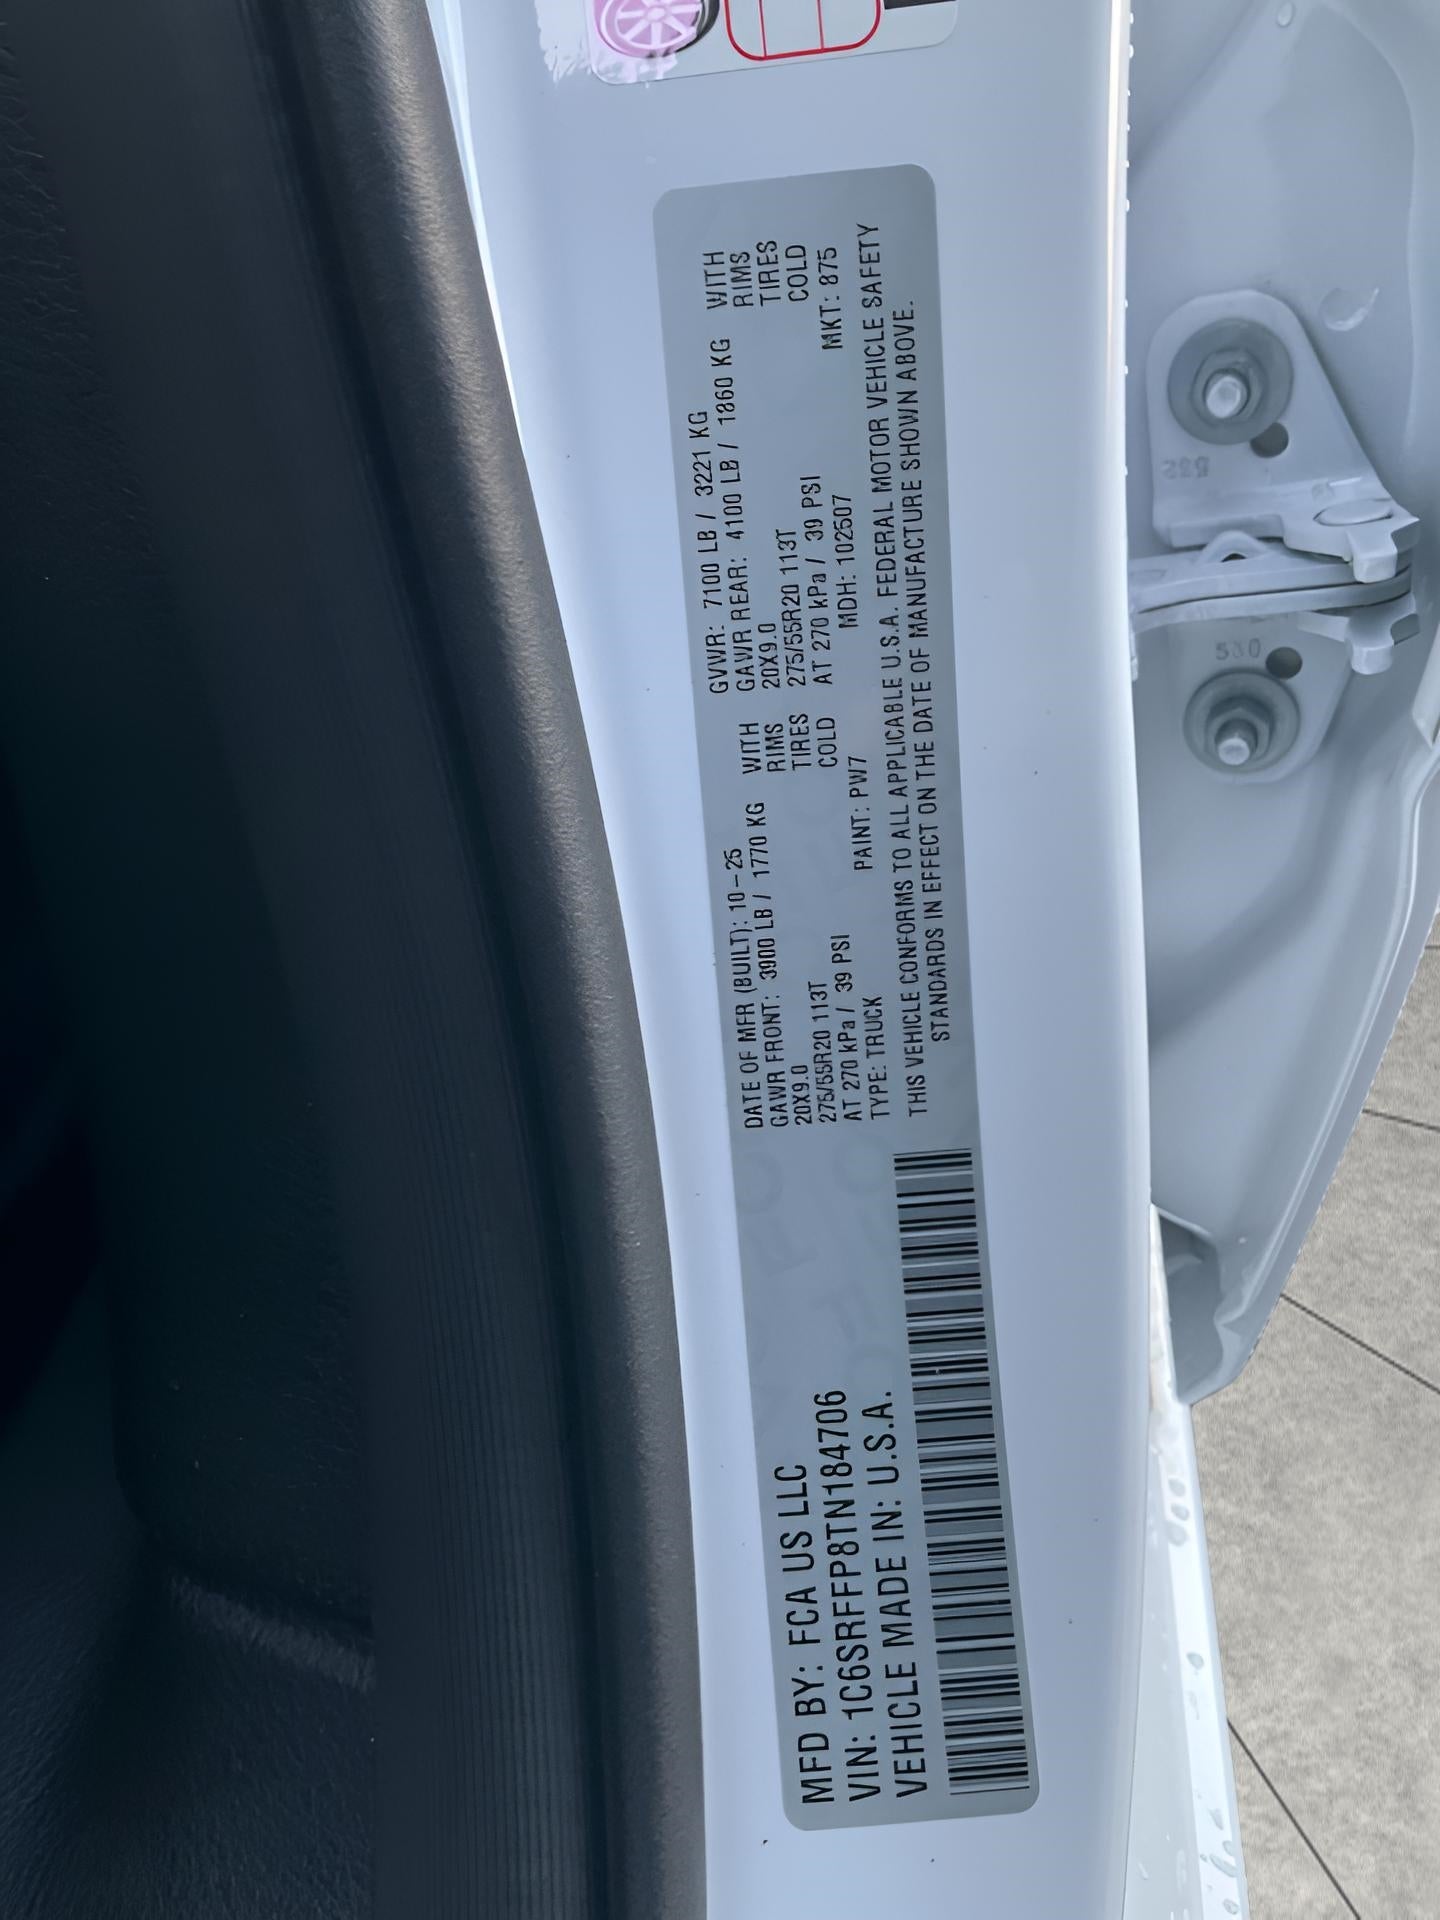 MFD BY: FCA US LLC
VIN: 1C6SRFFP8TN184706
VEHICLE MADE IN: U.S.A.
DATE OF MFR (BUILT): 10-25 GVWR: 7100 LB / 3221 KG
GAWR FRONT: 3900 LB / 1770 KG WITH GAWR REAR: 4100 LB / 1860 KG WITH
20X9.0 RIMS 20X9.0 RIMS
275/55R20 113T TIRES 275/55R20 113T TIRES
AT 270 kPa / 39 PSI COLD AT 270 kPa / 39 PSI COLD
TYPE: TRUCK PAINT: PW7 MDH: 102507 MKT: 875
THIS VEHICLE CONFORMS TO ALL APPLICABLE U.S.A. FEDERAL MOTOR VEHICLE SAFETY
STANDARDS IN EFFECT ON THE DATE OF MANUFACTURE SHOWN ABOVE.
532
530